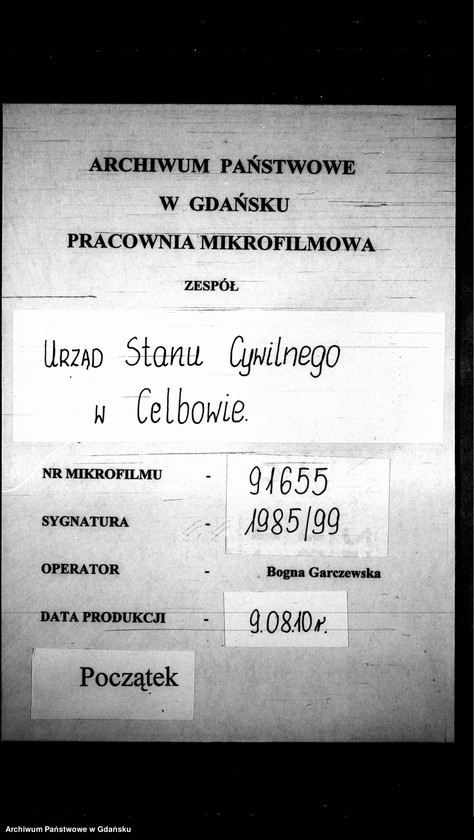 ARCHIWUM PAŃSTWOWE
W GDAŃSKU
PRACOWNIA MIKROFILMOWA
ZESPÓŁ
URZĄD Stanu Cywilnego
w Celbowie.
NR MIKROFILMU - 91655
SYGNATURA - 1985/99
OPERATOR - Bogna Garczewska
DATA PRODUKCJI - 9.08.10r.
Początek
Archiwum Państwowe w Gdańsku